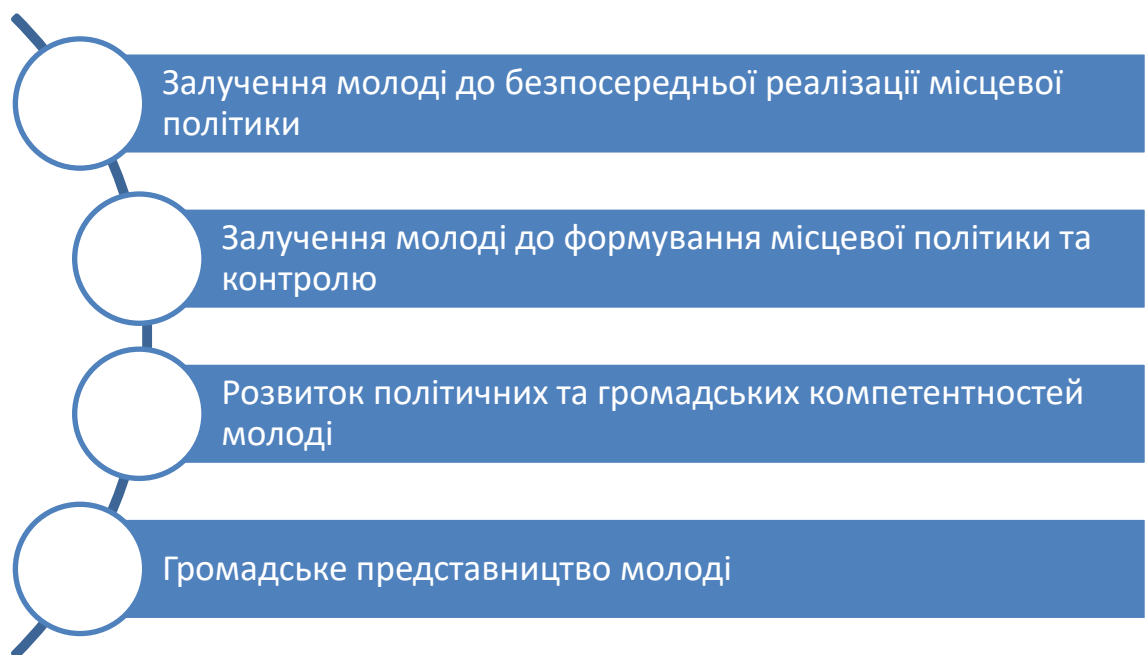 Залучення молоді до безпосередньої реалізації місцевої
політики
Залучення молоді до формування місцевої політики та
контролю
Розвиток політичних та громадських компетентностей
молоді
Громадське представництво молоді